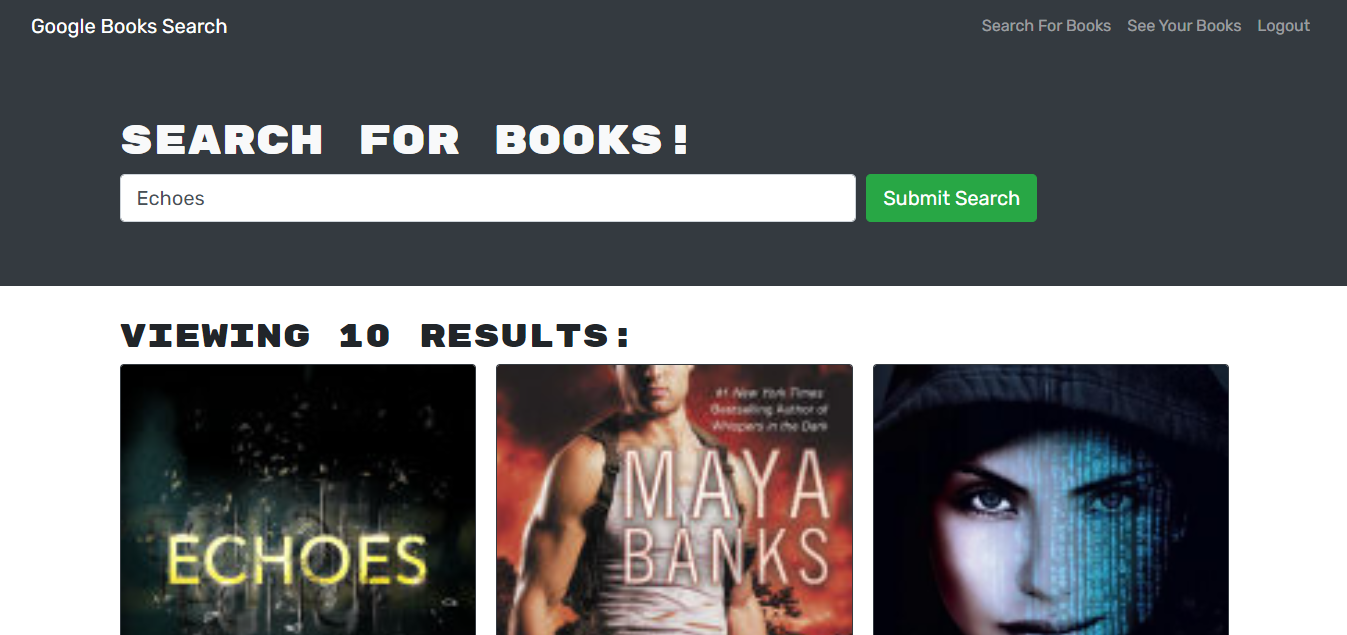 Google Books Search
Search For Books See Your Books Logout
SEARCH FOR BOOKS!
Echoes
Submit Search
VIEWING 10 RESULTS:
ECHOES
#1 New York Times
Bestselling Author of
Whispers in the Dark
MAYA
BANKS